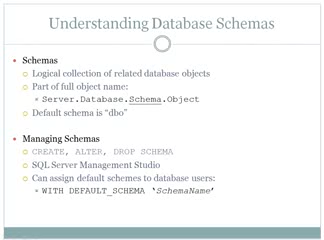 Understanding Database Schemas
Schemas
Logical collection of related database objects
Part of full object name:
Server.Database.Schema.Object
Default schema is “dbo”
Managing Schemas
CREATE, ALTER, DROP SCHEMA
SQL Server Management Studio
Can assign default schemas to database users:
WITH DEFAULT_SCHEMA ‘SchemaName’